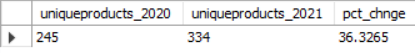 uniqueproducts_2020 uniqueproducts_2021 pct_chnge
245 334 36.3265